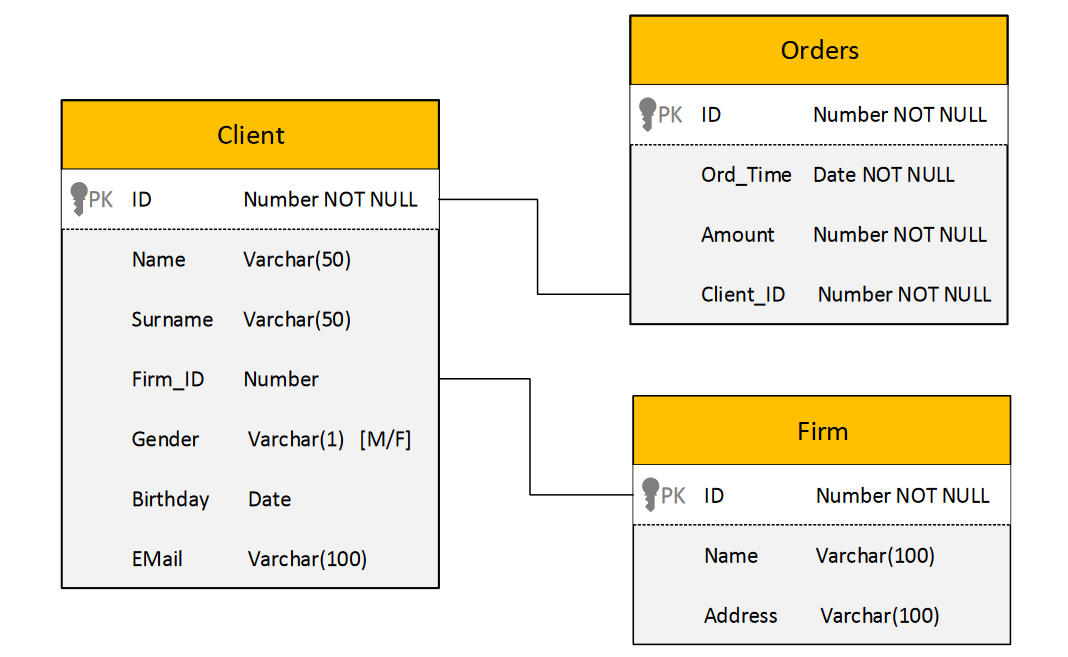 Client
PK ID Number NOT NULL
Name Varchar(50)
Surname Varchar(50)
Firm_ID Number
Gender Varchar(1) [M/F]
Birthday Date
EMail Varchar(100)
Orders
PK ID Number NOT NULL
Ord_Time Date NOT NULL
Amount Number NOT NULL
Client_ID Number NOT NULL
Firm
PK ID Number NOT NULL
Name Varchar(100)
Address Varchar(100)